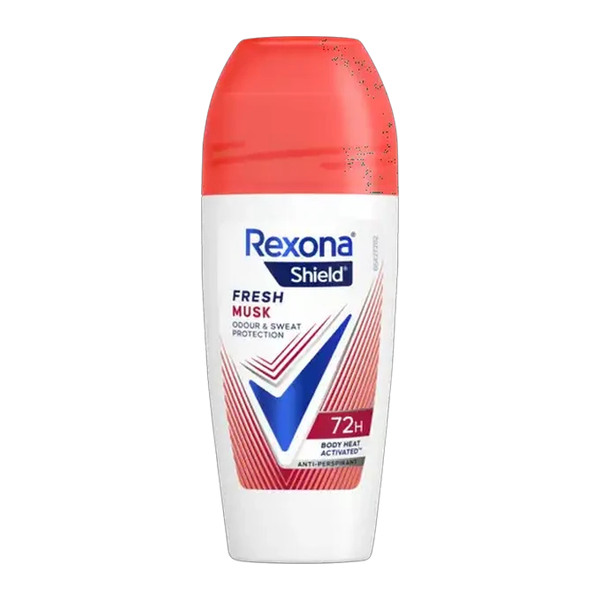 Rexona®
Shield®
FRESH
MUSK
ODOUR & SWEAT
PROTECTION
72H
BODY HEAT
ACTIVATED™
ANTI-PERSPIRANT